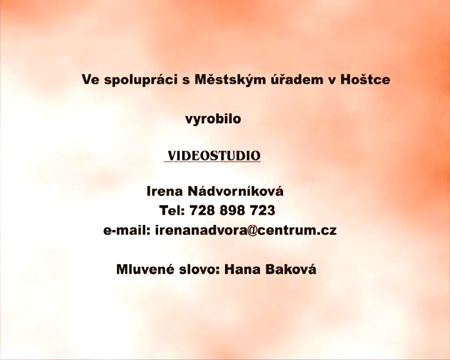 Ve spolupráci s Městským úřadem v Hoštce
vyrobilo
VIDEOSTUDIO
Irena Nádvorníková
Tel: 728 898 723
e-mail: irenanadvora@centrum.cz
Mluvené slovo: Hana Baková